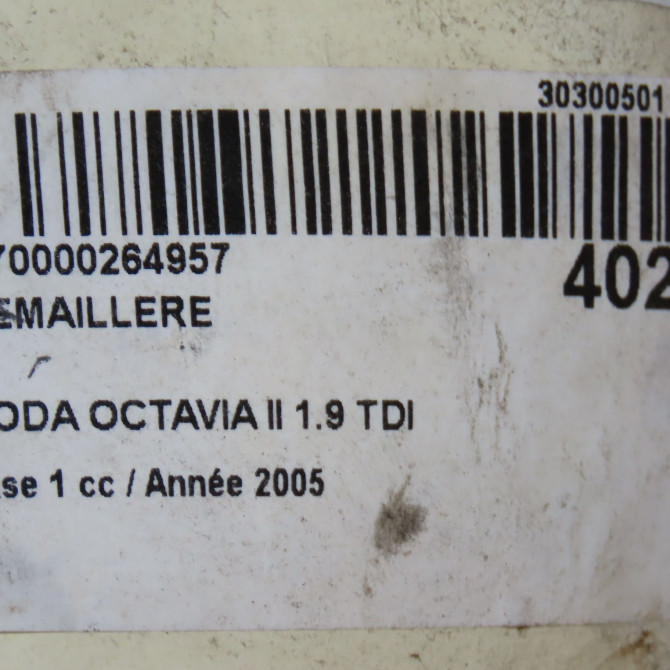 30300501
70000264957
402
EMAILLERE
ODA OCTAVIA II 1.9 TDI
se 1 cc / Année 2005